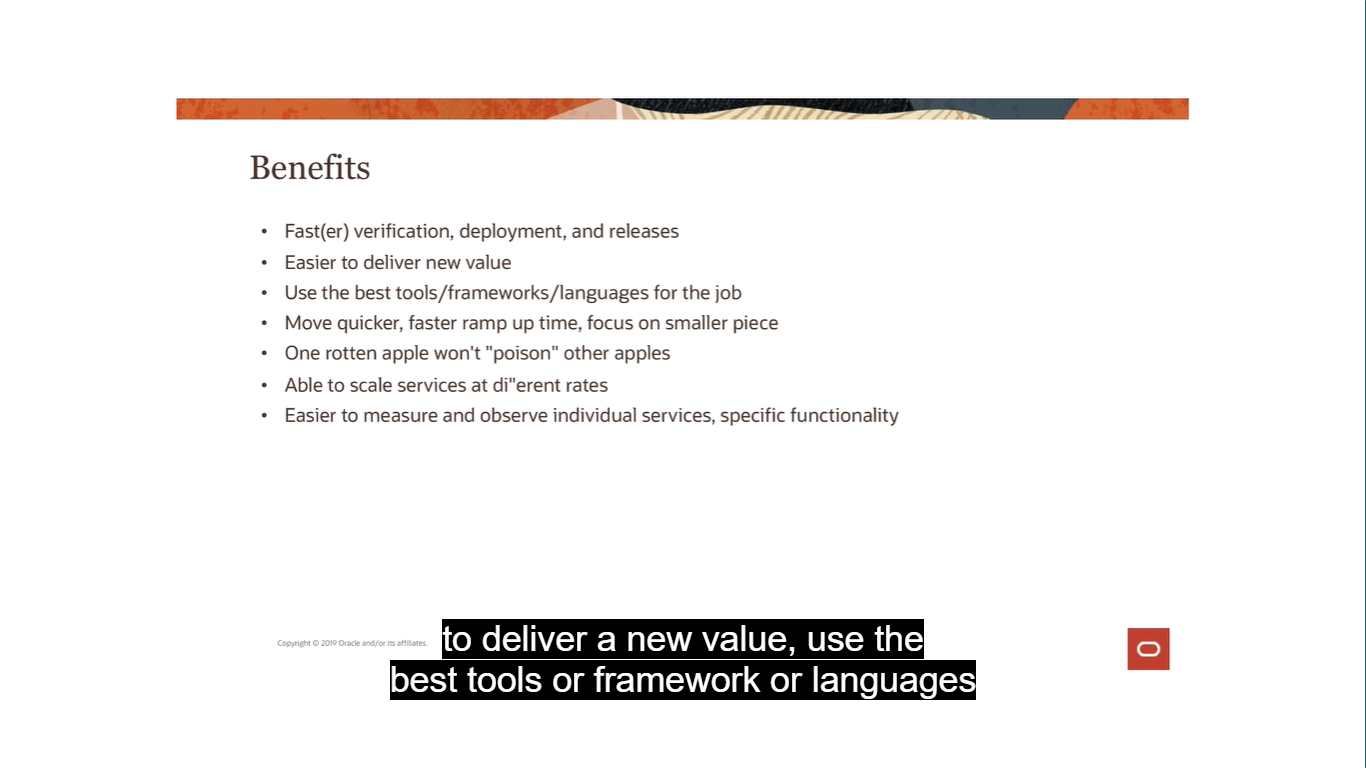 Benefits
• Fast(er) verification, deployment, and releases
• Easier to deliver new value
• Use the best tools/frameworks/languages for the job
• Move quicker, faster ramp up time, focus on smaller piece
• One rotten apple won't "poison" other apples
• Able to scale services at di"erent rates
• Easier to measure and observe individual services, specific functionality
Copyright © 2019 Oracle and/or its affiliates.
to deliver a new value, use the
best tools or framework or languages